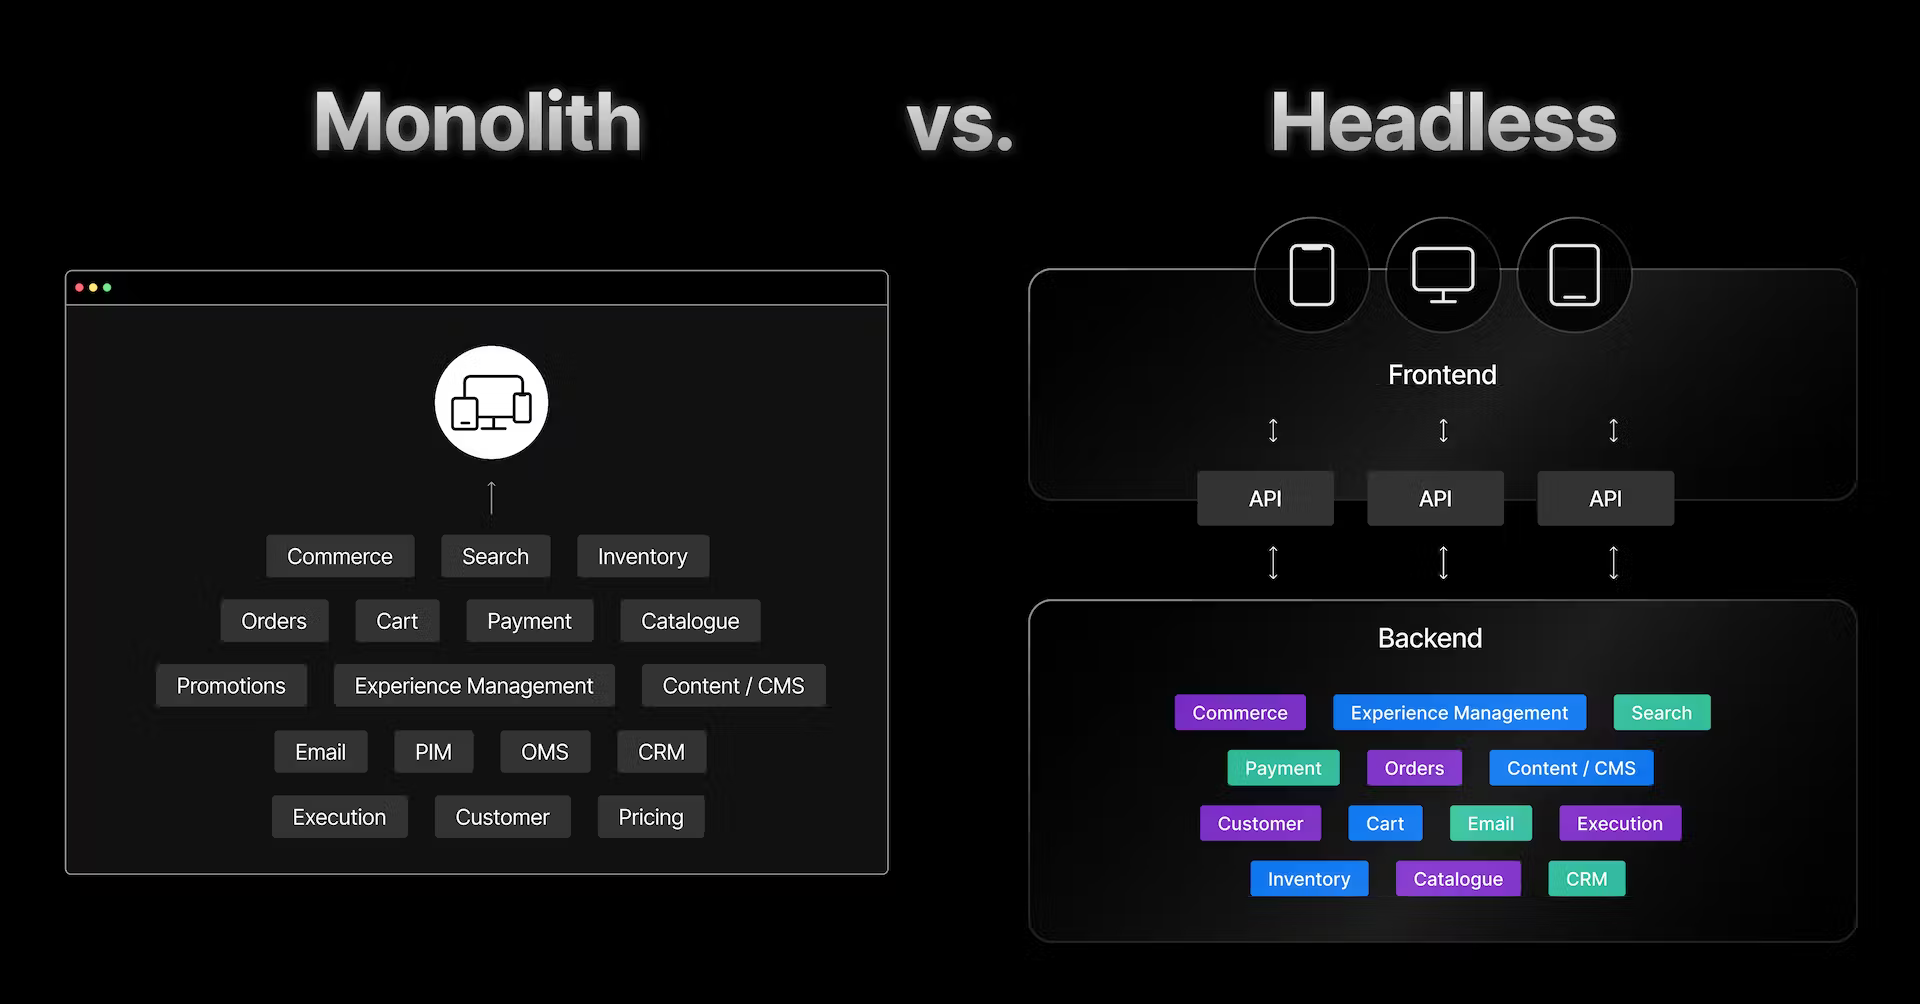 Monolith vs. Headless
Commerce Search Inventory
Orders Cart Payment Catalogue
Promotions Experience Management Content / CMS
Email PIM OMS CRM
Execution Customer Pricing
Frontend
API API API
Backend
Commerce Experience Management Search
Payment Orders Content / CMS
Customer Cart Email Execution
Inventory Catalogue CRM